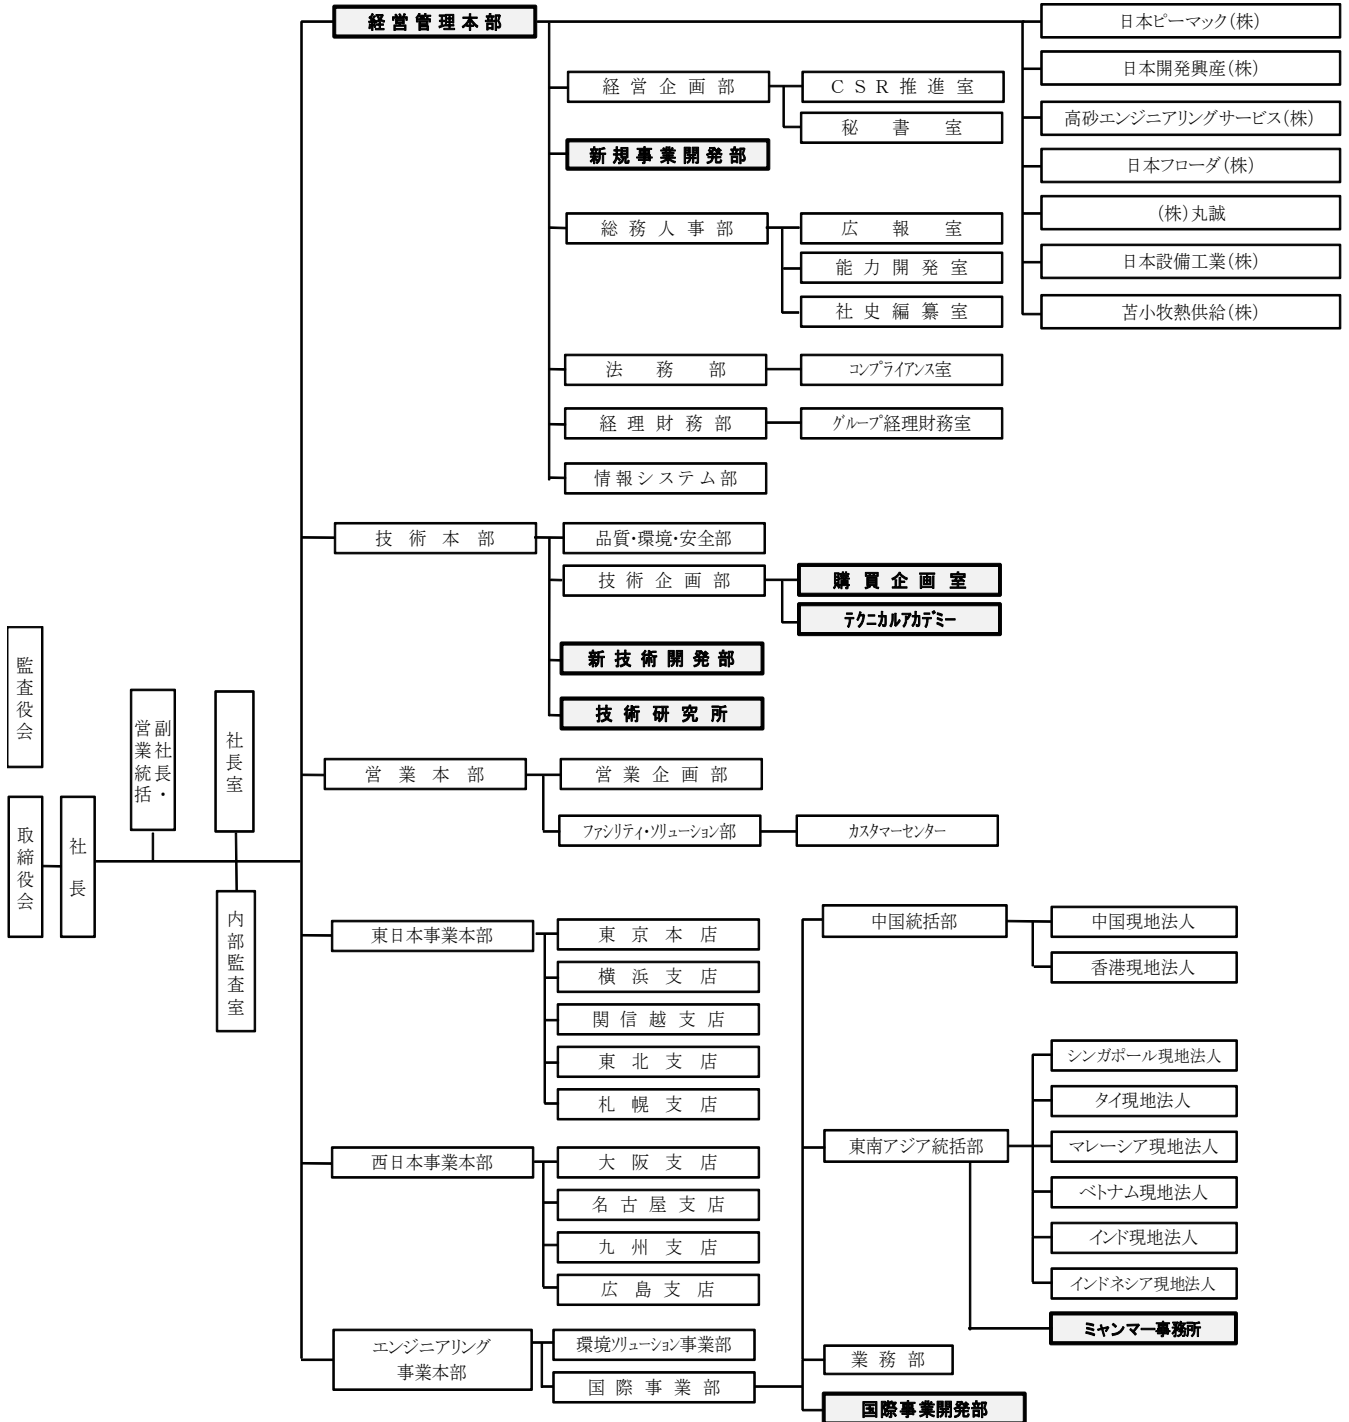 経営管理本部
日本ピーマック(株)
日本開発興産(株)
高砂エンジニアリングサービス(株)
日本フローダ(株)
(株)丸誠
日本設備工業(株)
苫小牧熱供給(株)
経営企画部
CSR推進室
秘書室
新規事業開発部
総務人事部
広報室
能力開発室
社史編纂室
法務部
コンプライアンス室
経理財務部
グループ経理財務室
情報システム部
技術本部
品質・環境・安全部
技術企画部
購買企画室
テクニカルアカデミー
新技術開発部
技術研究所
監査役会
取締役会
社長
副社長・
営業統括
社長室
内部監査室
営業本部
営業企画部
ファシリティ・ソリューション部
カスタマーセンター
東日本事業本部
東京本店
横浜支店
関信越支店
東北支店
札幌支店
西日本事業本部
大阪支店
名古屋支店
九州支店
広島支店
エンジニアリング
事業本部
環境ソリューション事業部
国際事業部
中国統括部
中国現地法人
香港現地法人
東南アジア統括部
シンガポール現地法人
タイ現地法人
マレーシア現地法人
ベトナム現地法人
インド現地法人
インドネシア現地法人
ミャンマー事務所
業務部
国際事業開発部